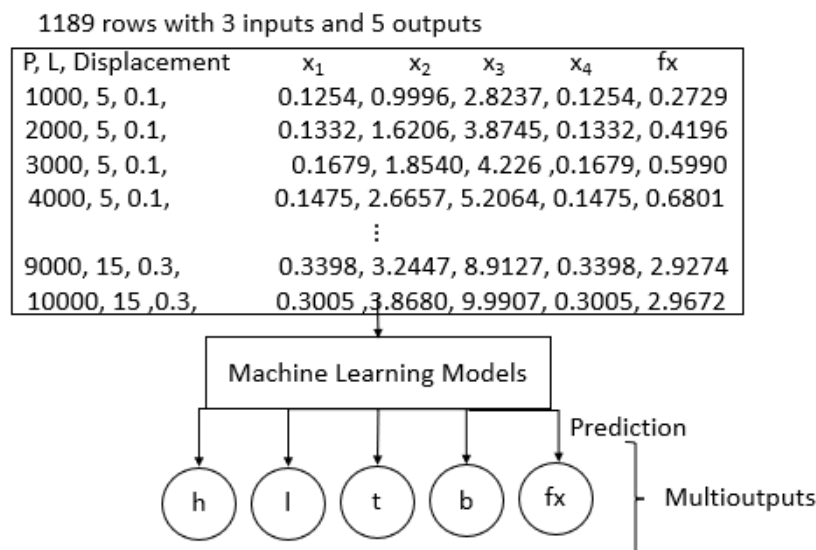 1189 rows with 3 inputs and 5 outputs
P, L, Displacement x₁ x₂ x₃ x₄ fx
1000, 5, 0.1, 0.1254, 0.9996, 2.8237, 0.1254, 0.2729
2000, 5, 0.1, 0.1332, 1.6206, 3.8745, 0.1332, 0.4196
3000, 5, 0.1, 0.1679, 1.8540, 4.226 ,0.1679, 0.5990
4000, 5, 0.1, 0.1475, 2.6657, 5.2064, 0.1475, 0.6801
⋮
9000, 15, 0.3, 0.3398, 3.2447, 8.9127, 0.3398, 2.9274
10000, 15 ,0.3, 0.3005 ,3.8680, 9.9907, 0.3005, 2.9672
Machine Learning Models
Prediction
h l t b fx
Multioutputs